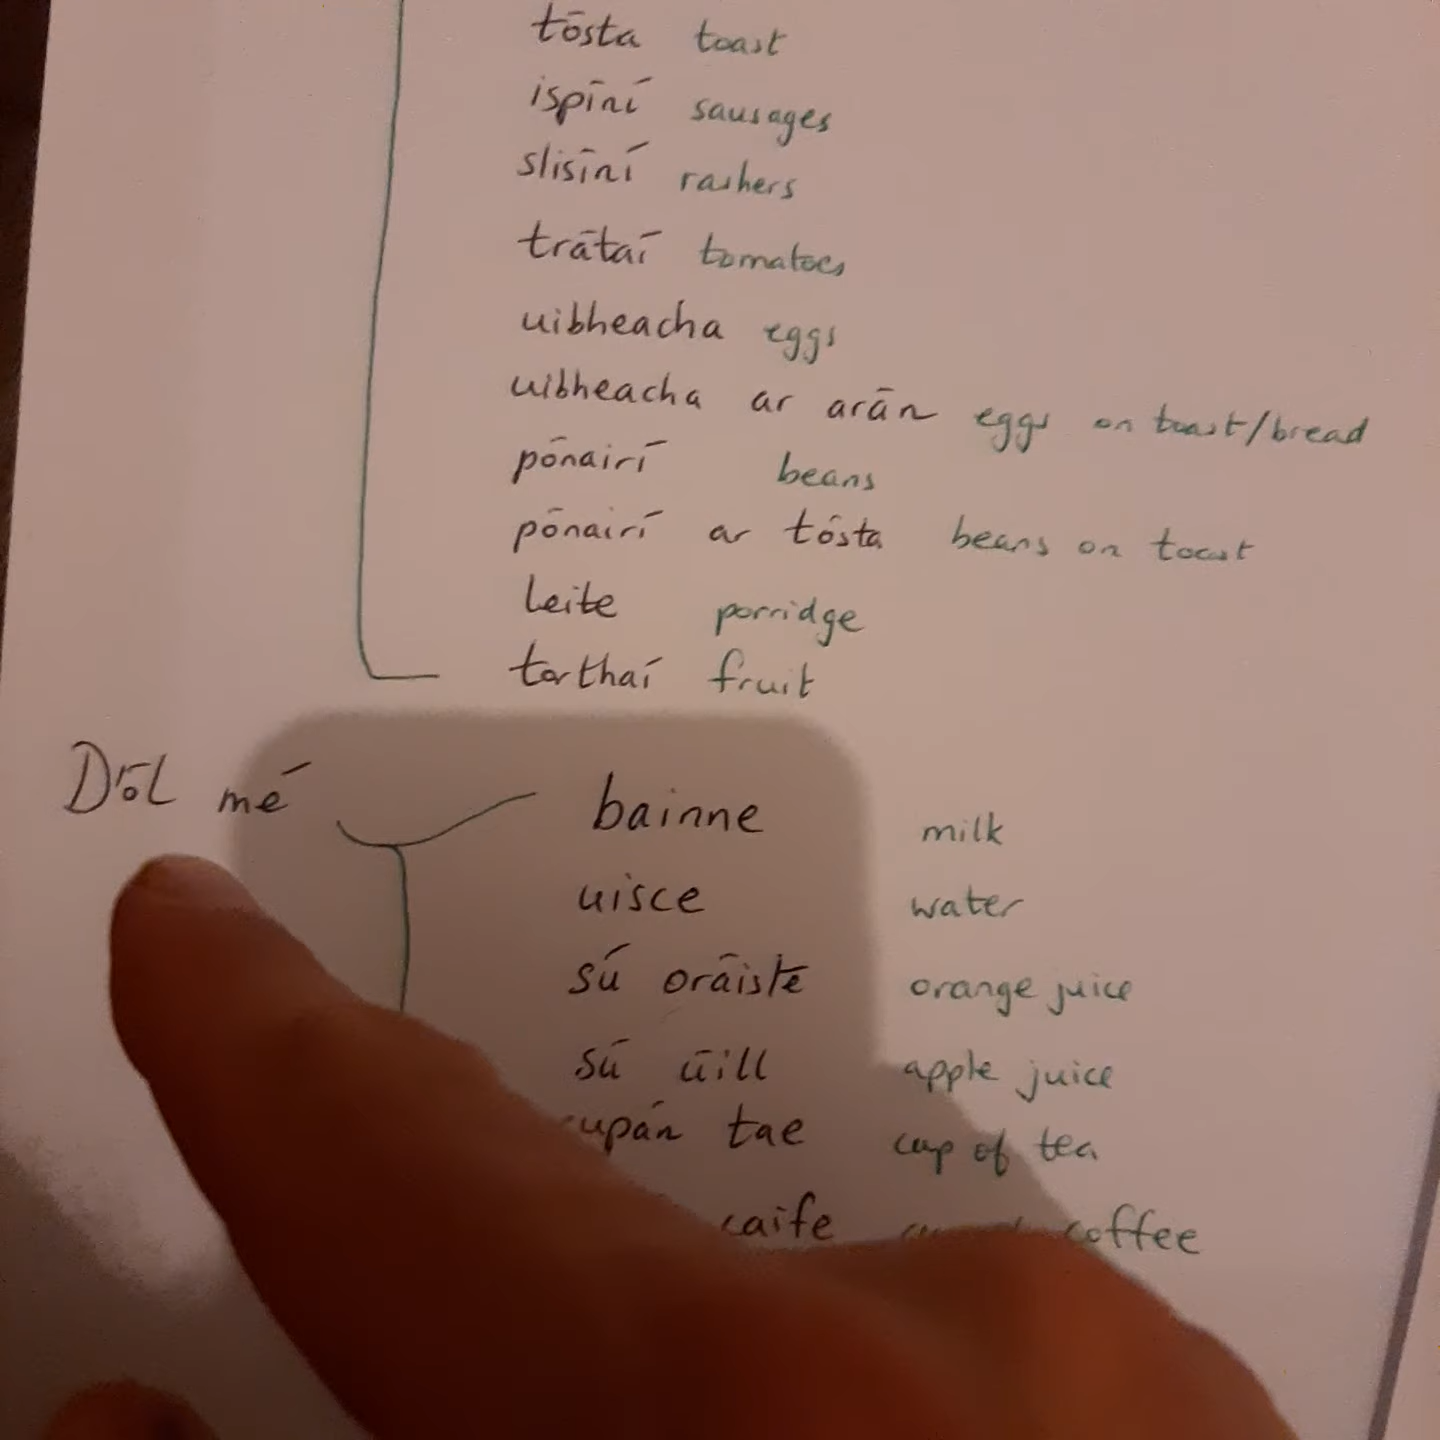 tósta toast
ispíní sausages
slisíní rashers
trátaí tomatoes
uibheacha eggs
uibheacha ar arán eggs on toast/bread
pónairí beans
pónairí ar tósta beans on toast
leite porridge
torthaí fruit
D'ól mé bainne milk
uisce water
sú oráiste orange juice
sú úill apple juice
cupán tae cup of tea
caife coffee